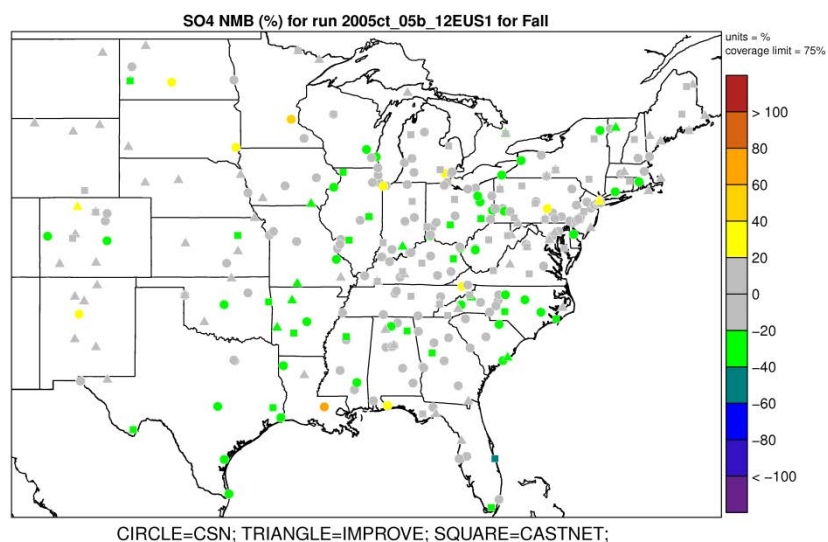 SO4 NMB (%) for run 2005ct_05b_12EUS1 for Fall
units = %
coverage limit = 75%
> 100
80
60
40
20
0
−20
−40
−60
−80
< −100
CIRCLE=CSN; TRIANGLE=IMPROVE; SQUARE=CASTNET;